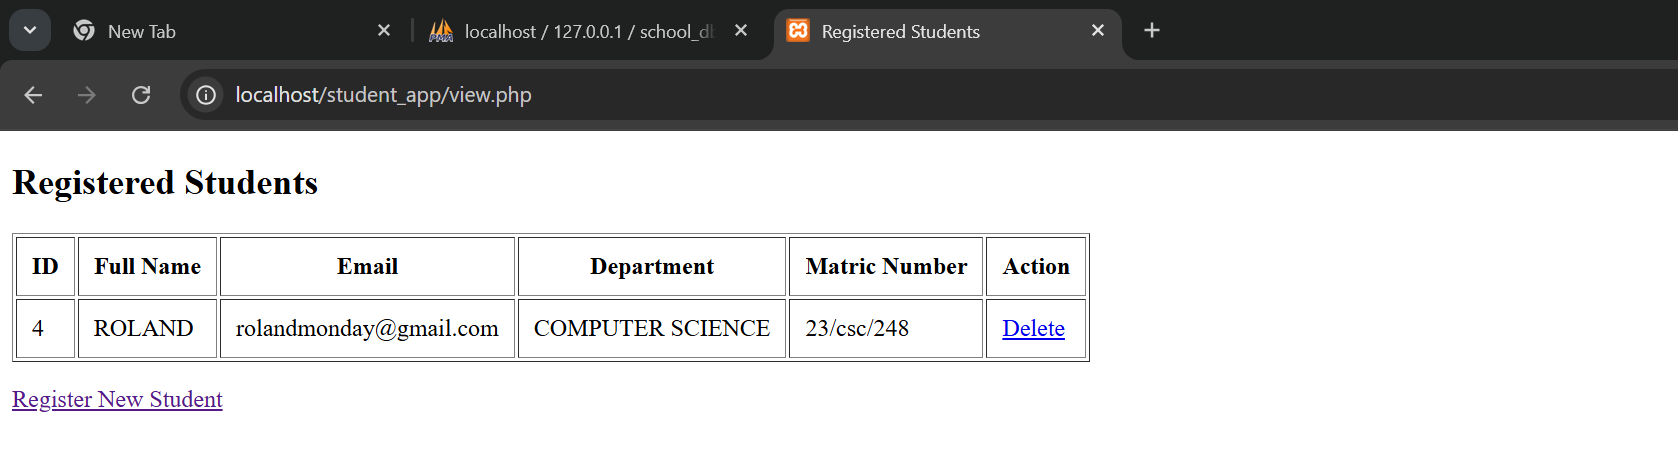 New Tab
localhost / 127.0.0.1 / school_db
Registered Students
localhost/student_app/view.php
Registered Students
ID Full Name Email Department Matric Number Action
4 ROLAND rolandmonday@gmail.com COMPUTER SCIENCE 23/csc/248 Delete
Register New Student